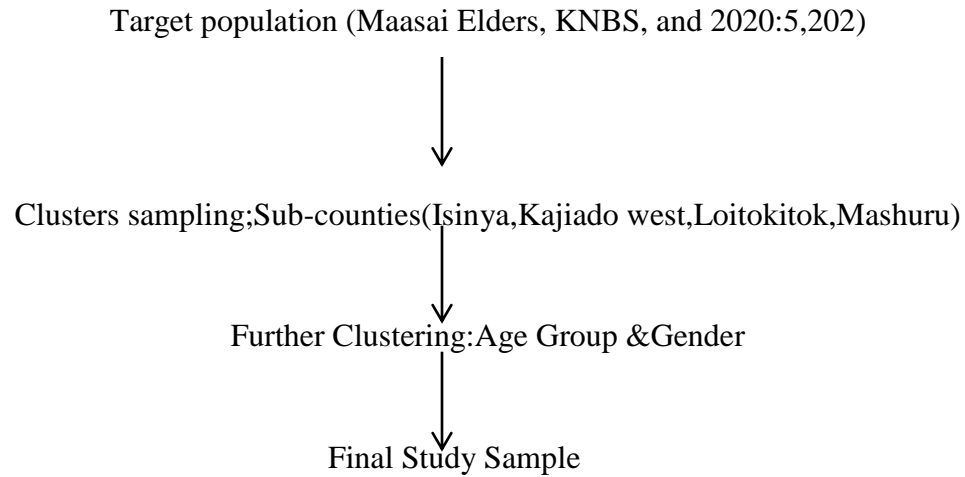 Target population (Maasai Elders, KNBS, and 2020:5,202)
Clusters sampling;Sub-counties(Isinya,Kajiado west,Loitokitok,Mashuru)
Further Clustering:Age Group &Gender
Final Study Sample